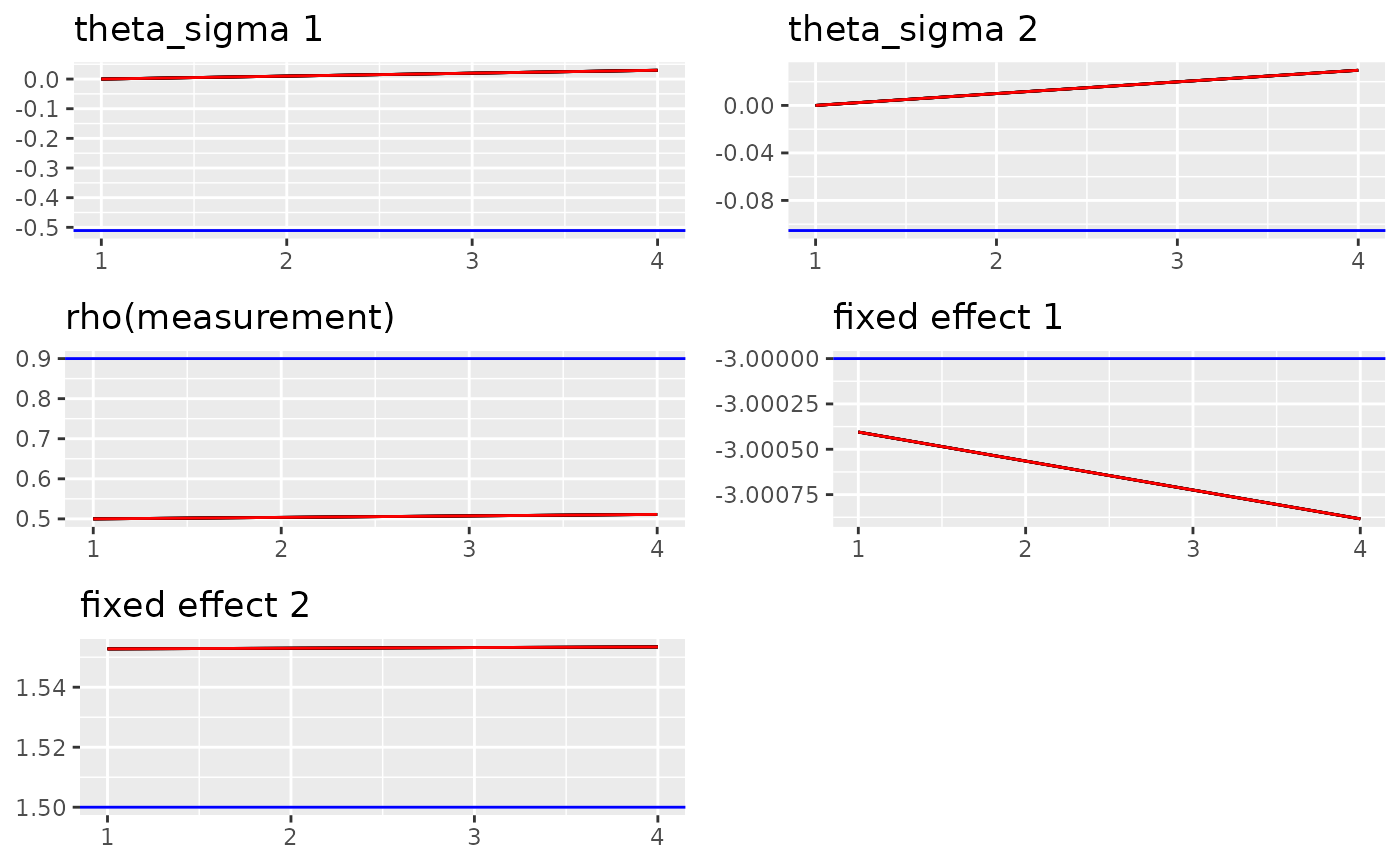 theta_sigma 1
0.0
-0.1
-0.2
-0.3
-0.4
-0.5
1 2 3 4
theta_sigma 2
0.00
-0.04
-0.08
1 2 3 4
rho(measurement)
0.9
0.8
0.7
0.6
0.5
1 2 3 4
fixed effect 1
-3.00000
-3.00025
-3.00050
-3.00075
1 2 3 4
fixed effect 2
1.54
1.52
1.50
1 2 3 4